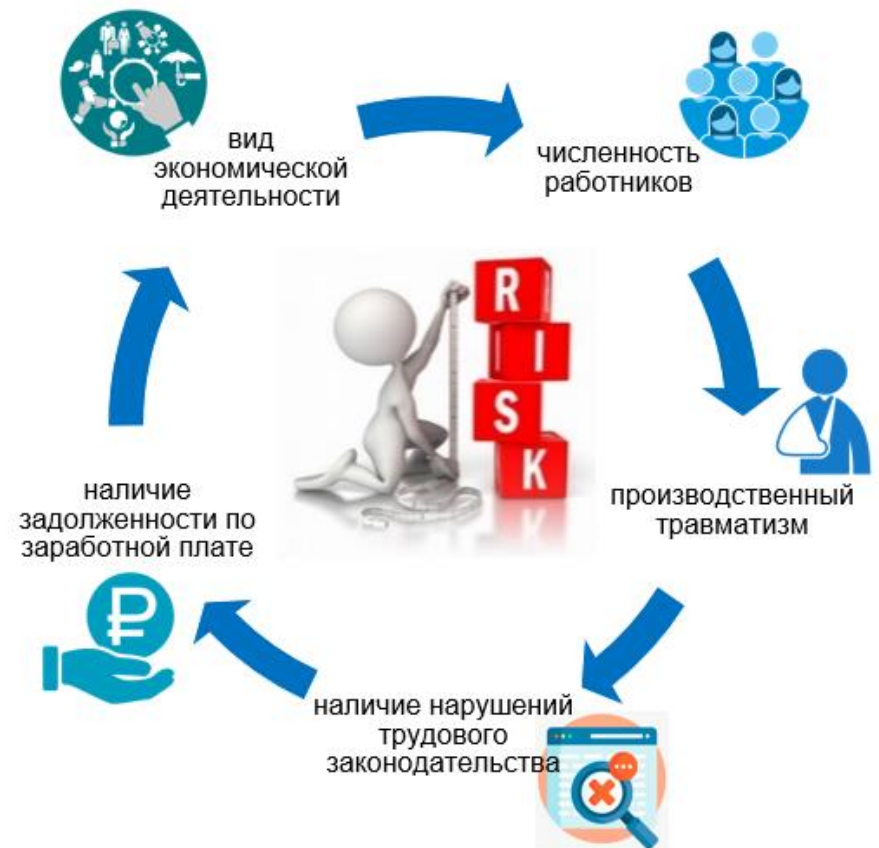 вид
экономической
деятельности
численность
работников
R
I
S
K
производственный
травматизм
наличие нарушений
трудового
законодательства
наличие
задолженности по
заработной плате
₽